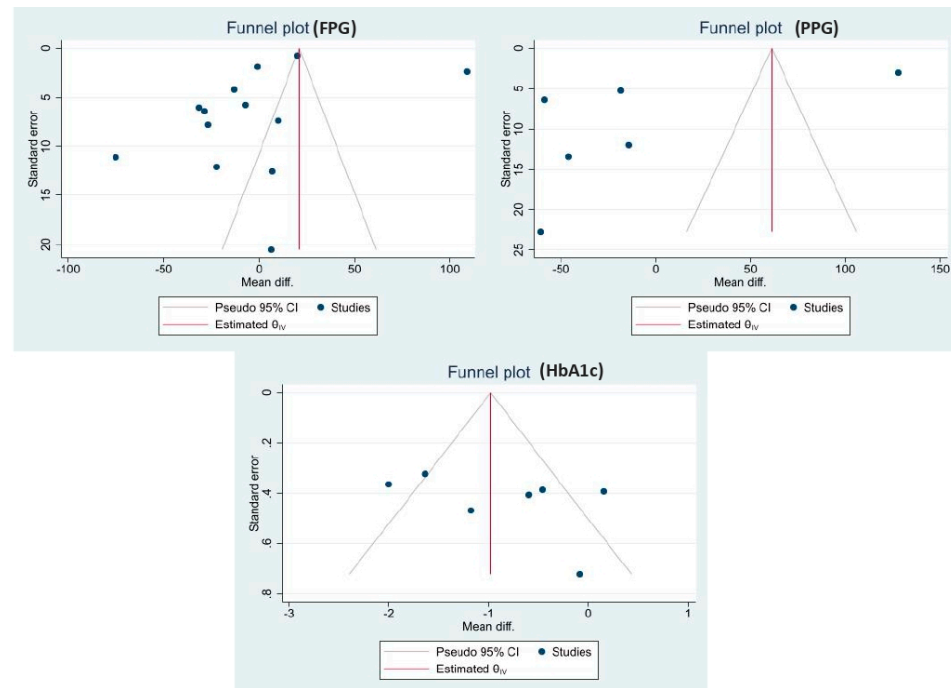 Funnel plot (FPG)
Standard error
0
5
10
15
20
-100
-50
0
50
100
Mean diff.
Pseudo 95% CI
Studies
Estimated θIV
Funnel plot (PPG)
Standard error
0
5
10
15
20
25
-50
0
50
100
150
Mean diff.
Pseudo 95% CI
Studies
Estimated θIV
Funnel plot (HbA1c)
Standard error
0
.2
.4
.6
.8
-3
-2
-1
0
1
Mean diff.
Pseudo 95% CI
Studies
Estimated θIV